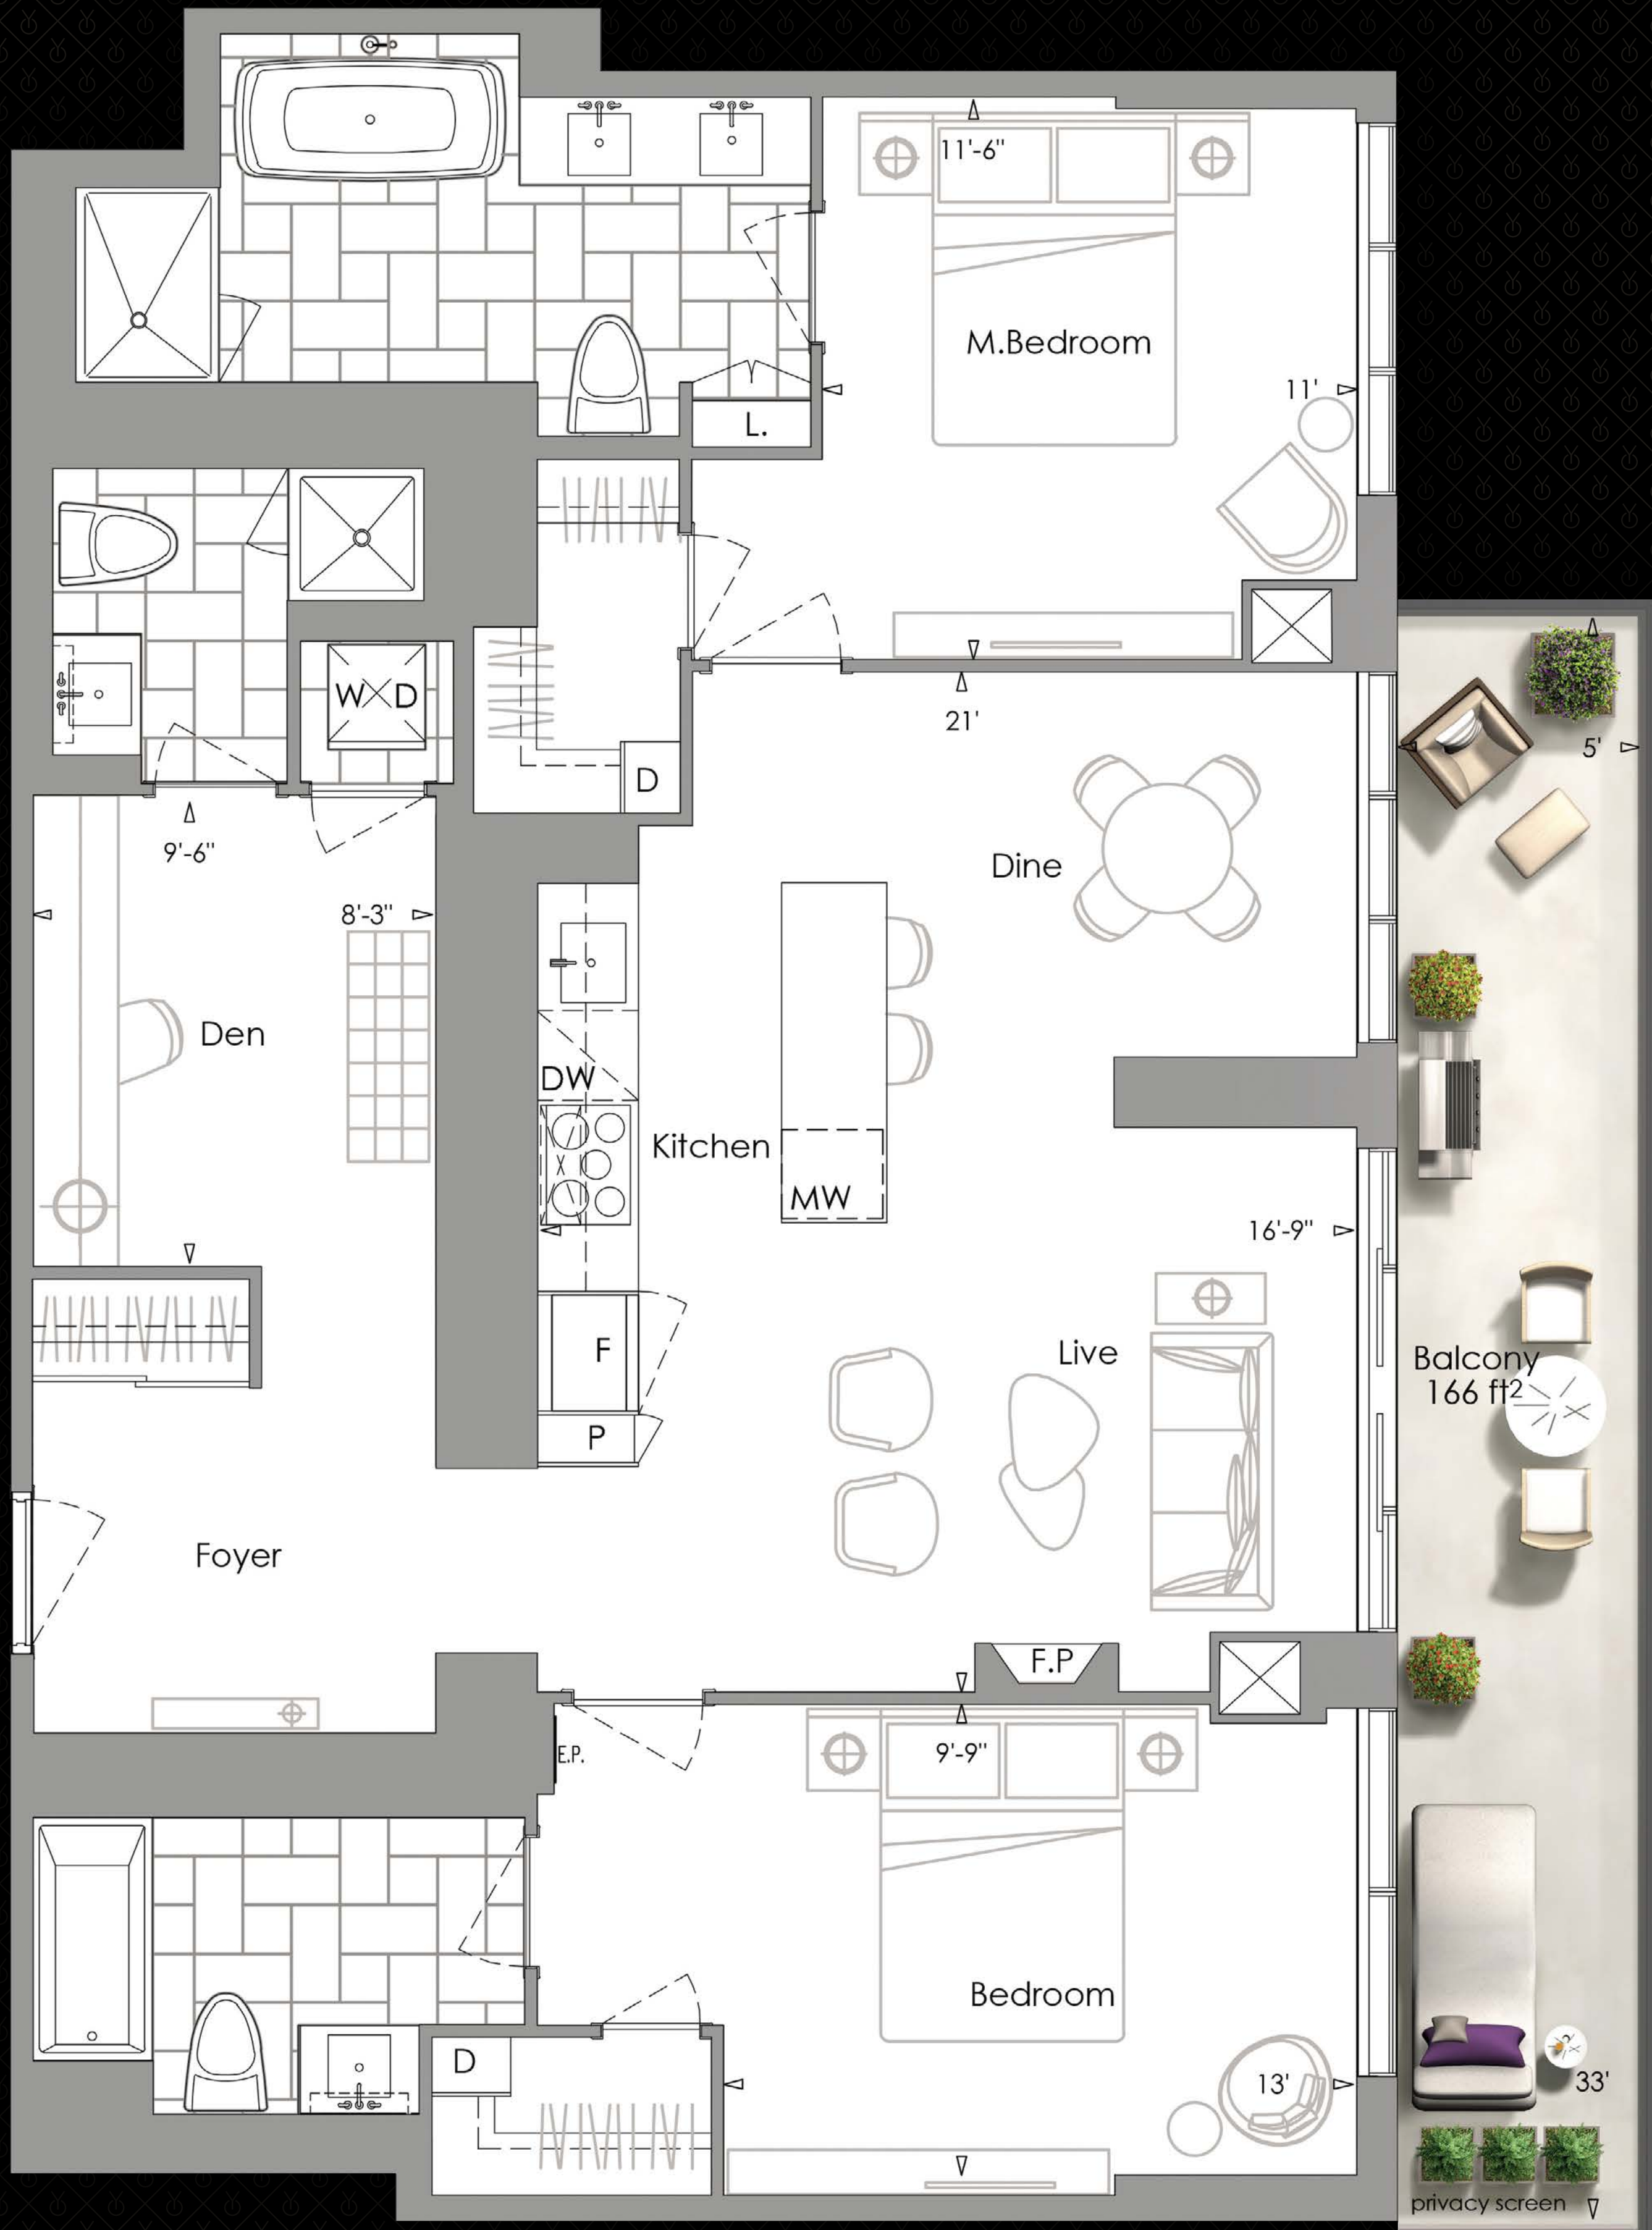 11'-6"
M.Bedroom
11'
L.
W D
D
21'
5'
9'-6"
8'-3"
Dine
Den
DW
Kitchen
MW
16'-9"
F
Live
Balcony
166 ft2
P
Foyer
F.P
E.P.
9'-9"
Bedroom
D
13'
33'
privacy screen